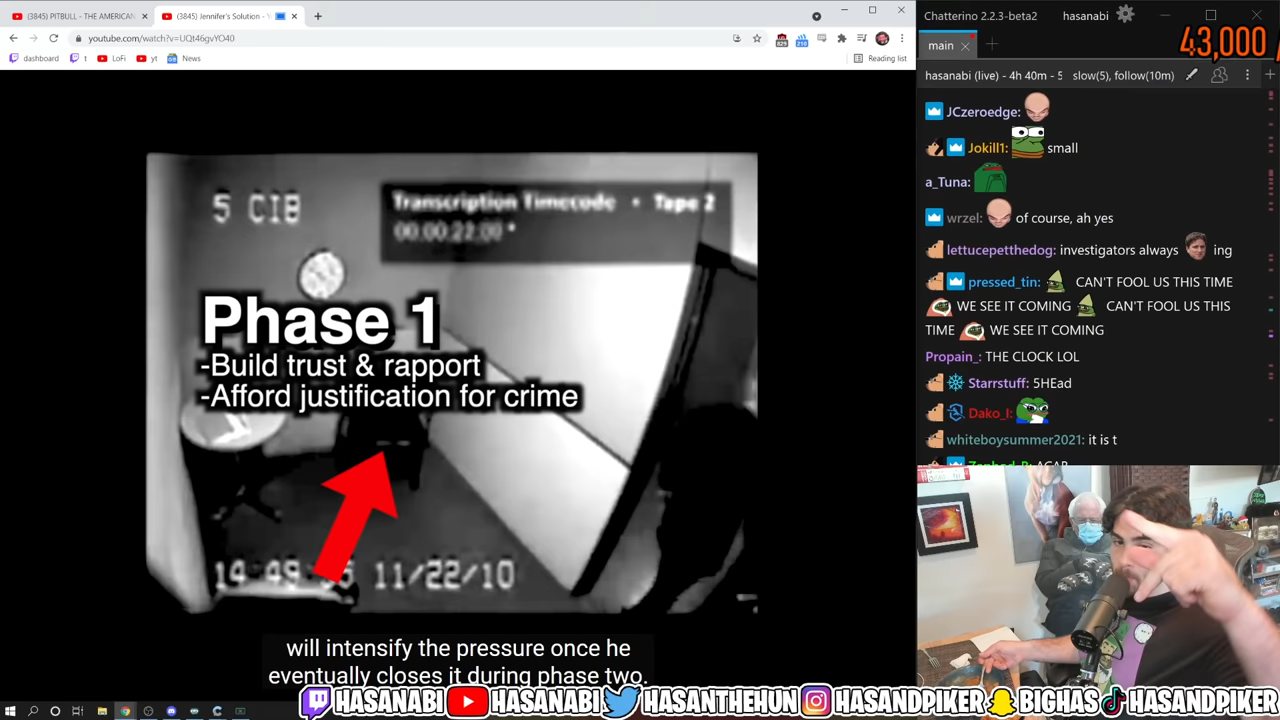 (3845) PITBULL - THE AMERICAN
(3845) Jennifer's Solution - Y
youtube.com/watch?v=UQt46gvYO40
dashboard
t
LoFi
yt
News
Reading list
5 CIB
Transcription Timecode • Tape 2
00:00:22:00 *
Phase 1
-Build trust & rapport
-Afford justification for crime
11/22/10
will intensify the pressure once he
eventually closes it during phase two.
Chatterino 2.2.3-beta2
hasanabi
43,000
main
hasanabi (live) - 4h 40m - 5
slow(5), follow(10m)
JCzeroedge:
Jokill1: small
a_Tuna:
wrzel: of course, ah yes
lettucepetthedog: investigators always ing
pressed_tin: CAN'T FOOL US THIS TIME
WE SEE IT COMING CAN'T FOOL US THIS
TIME WE SEE IT COMING
Propain_: THE CLOCK LOL
Starrstuff: 5HEad
Dako_I:
whiteboysummer2021: it is t
HASANABI HASANABI HASANTHEHUN HASANDPIKER BIGHAS HASANDPIKER